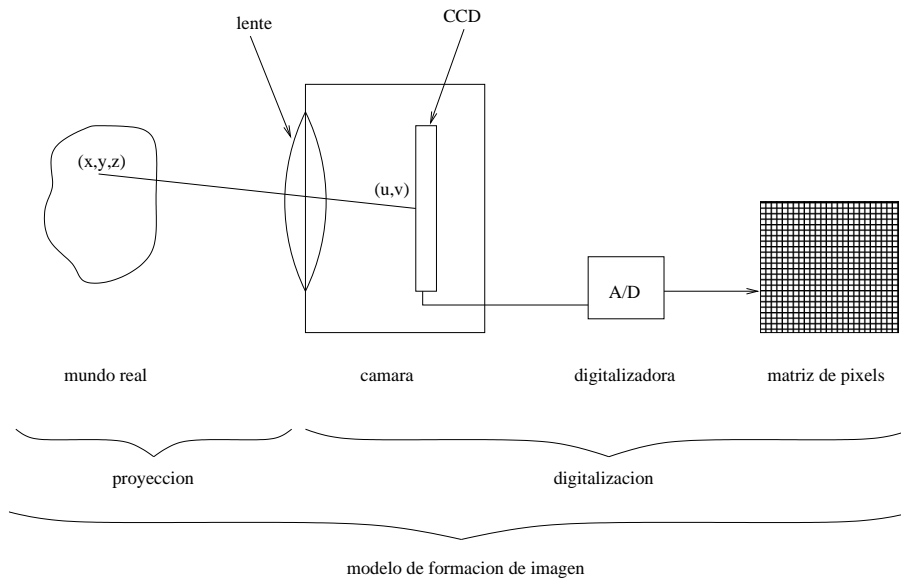 CCD
lente
(x,y,z)
(u,v)
A/D
mundo real
camara
digitalizadora
matriz de pixels
proyeccion
digitalizacion
modelo de formacion de imagen